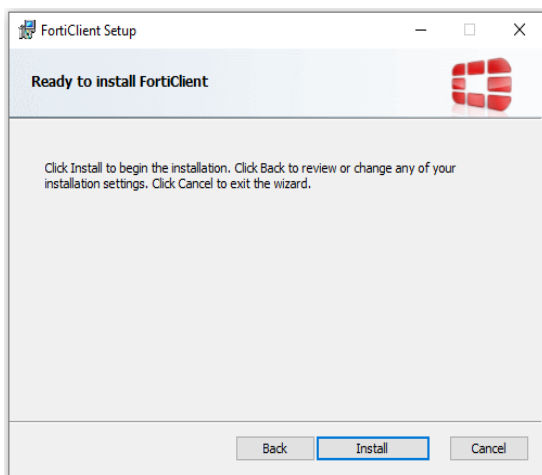 FortiClient Setup
Ready to install FortiClient
Click Install to begin the installation. Click Back to review or change any of your
installation settings. Click Cancel to exit the wizard.
Back Install Cancel